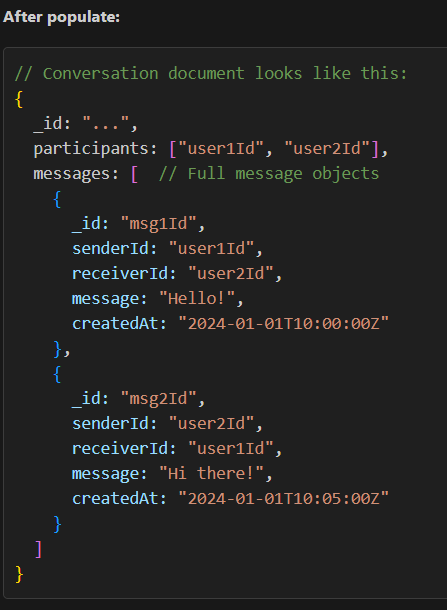 After populate:
// Conversation document looks like this:
{
  _id: "...",
  participants: ["user1Id", "user2Id"],
  messages: [  // Full message objects
    {
      _id: "msg1Id",
      senderId: "user1Id",
      receiverId: "user2Id",
      message: "Hello!",
      createdAt: "2024-01-01T10:00:00Z"
    },
    {
      _id: "msg2Id",
      senderId: "user2Id",
      receiverId: "user1Id",
      message: "Hi there!",
      createdAt: "2024-01-01T10:05:00Z"
    }
  ]
}